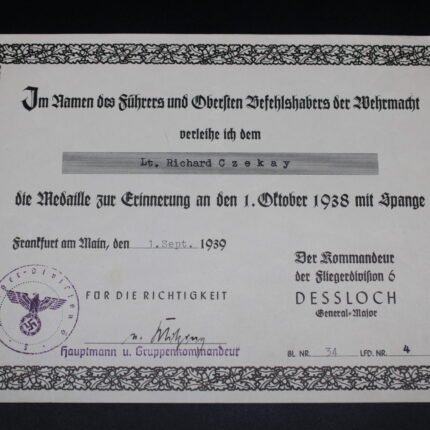 Im Namen des Führers und Obersten Befehlshabers der Wehrmacht
verleihe ich dem
Lt. Richard Czekay
die Medaille zur Erinnerung an den 1. Oktober 1938 mit Spange
Frankfurt am Main, den 1. Sept. 1939
FÜR DIE RICHTIGKEIT
Hauptmann u. Gruppenkommandeur
Der Kommandeur
der Fliegerdivision 6
DESSLOCH
General-Major
BL NR. 34 LFD. NR. 4